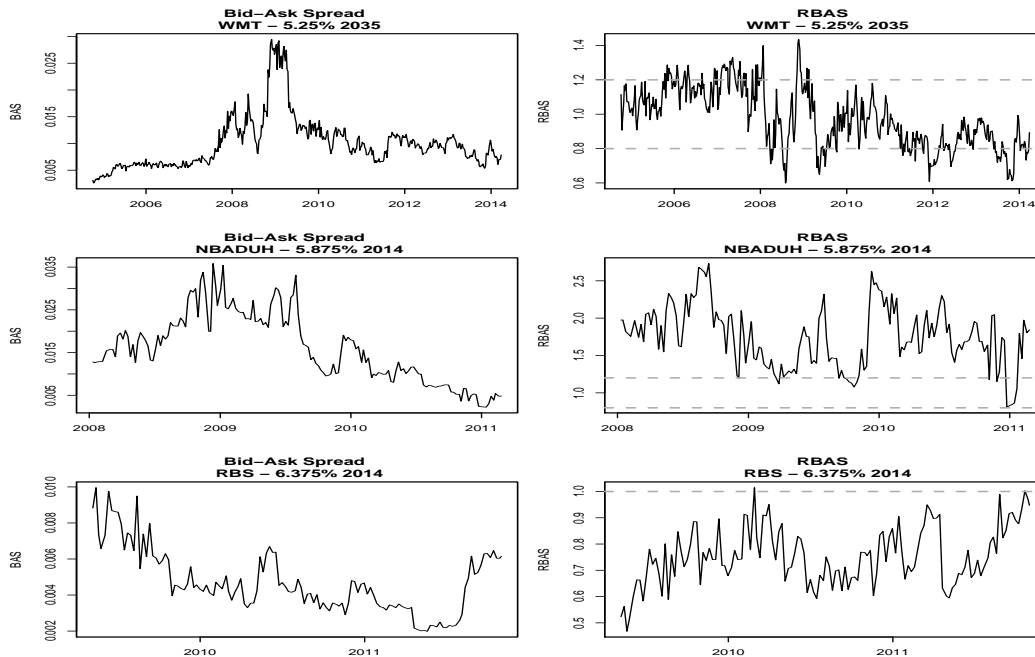 Bid–Ask Spread
WMT – 5.25% 2035
BAS
0.005 0.015 0.025
2006 2008 2010 2012 2014
RBAS
WMT – 5.25% 2035
RBAS
0.6 0.8 1.0 1.2 1.4
2006 2008 2010 2012 2014
Bid–Ask Spread
NBADUH – 5.875% 2014
BAS
0.005 0.015 0.025 0.035
2008 2009 2010 2011
RBAS
NBADUH – 5.875% 2014
RBAS
1.0 1.5 2.0 2.5
2008 2009 2010 2011
Bid–Ask Spread
RBS – 6.375% 2014
BAS
0.002 0.004 0.006 0.008 0.010
2010 2011
RBAS
RBS – 6.375% 2014
RBAS
0.5 0.6 0.7 0.8 0.9 1.0
2010 2011